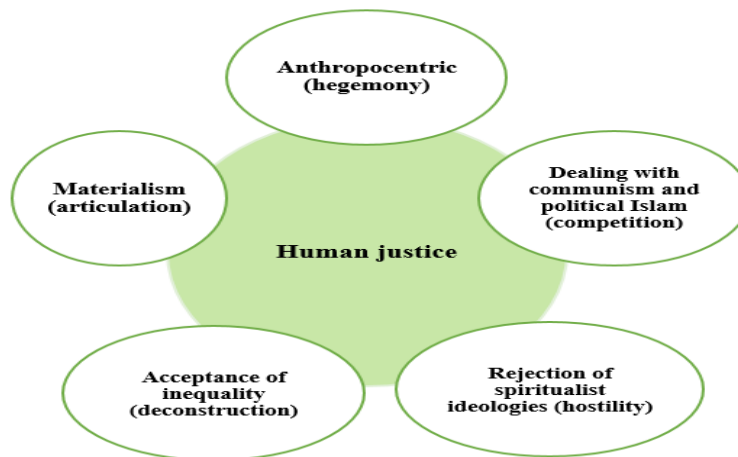 Anthropocentric
(hegemony)
Materialism
(articulation)
Dealing with
communism and
political Islam
(competition)
Human justice
Acceptance of
inequality
(deconstruction)
Rejection of
spiritualist
ideologies (hostility)